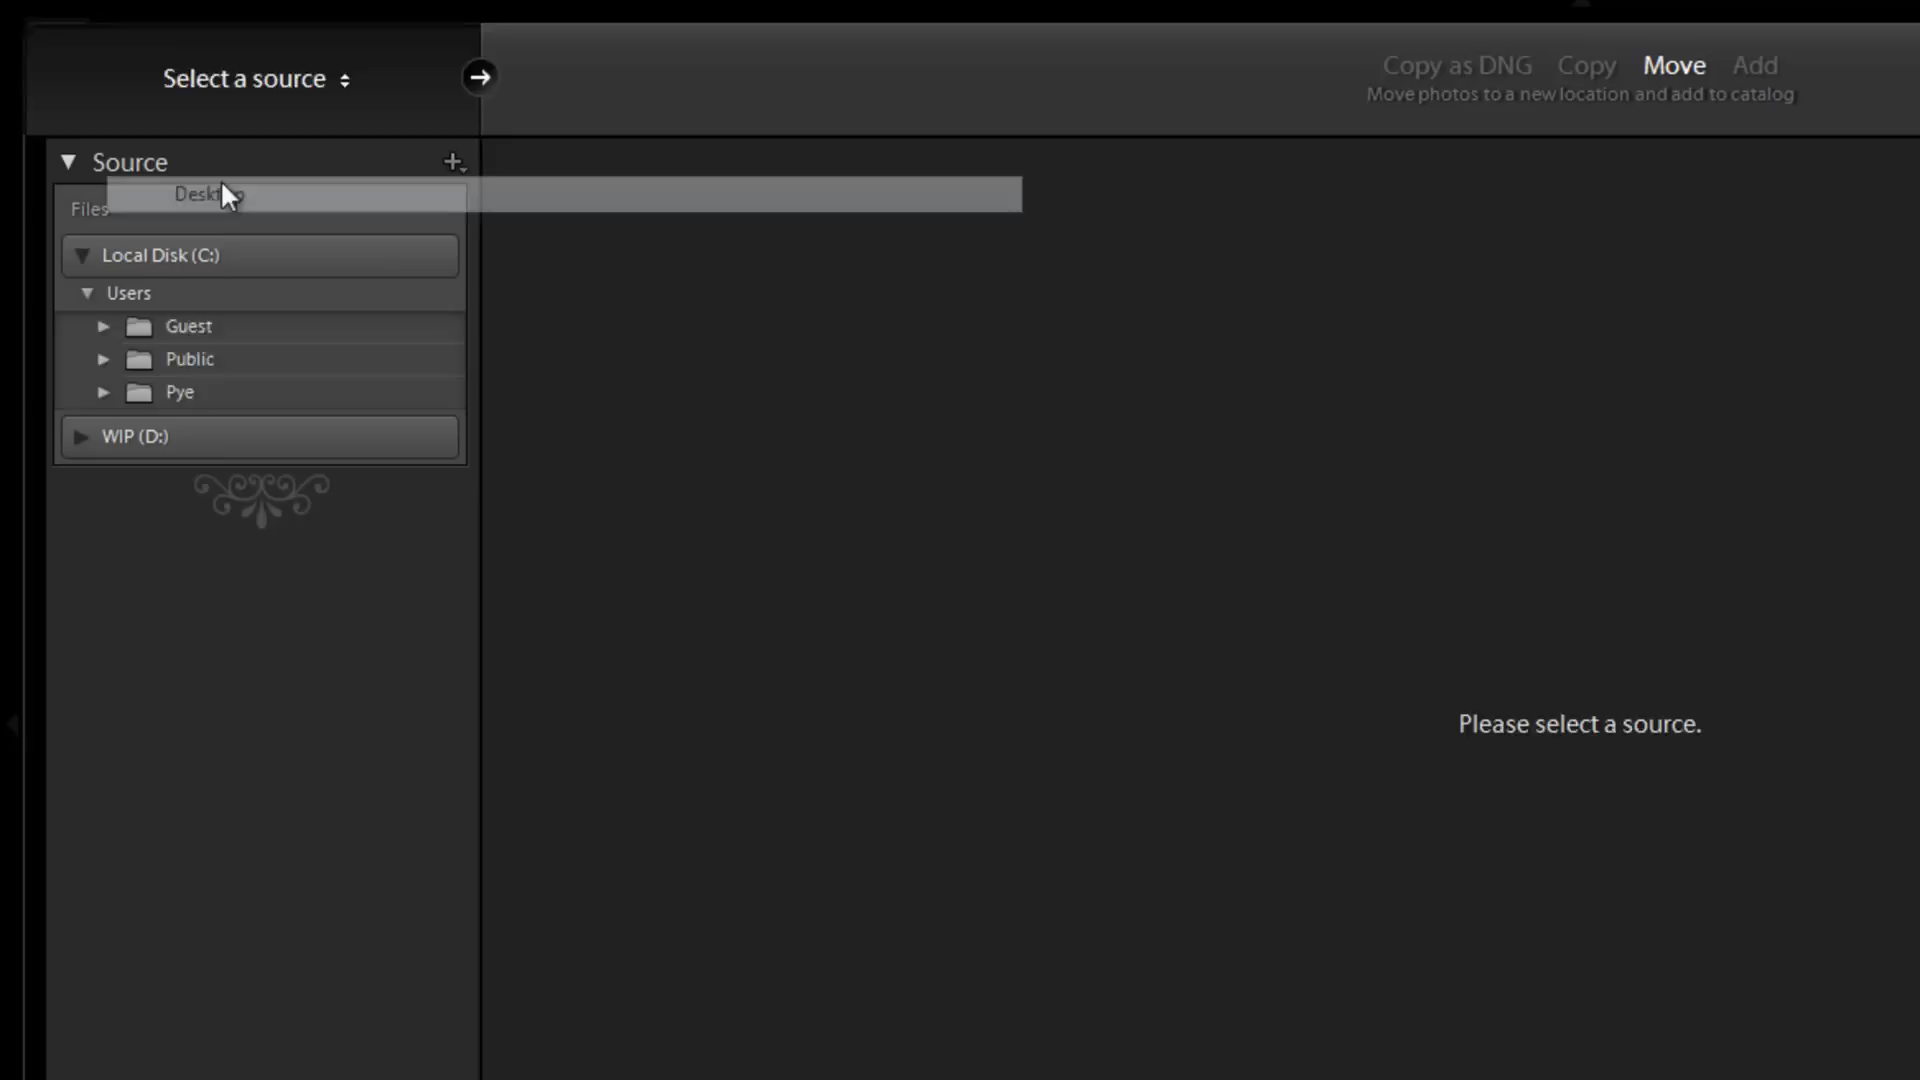 Select a source
Copy as DNG Copy Move Add
Move photos to a new location and add to catalog
Source
Desktop
Files
Local Disk (C:)
Users
Guest
Public
Pye
WIP (D:)
Please select a source.